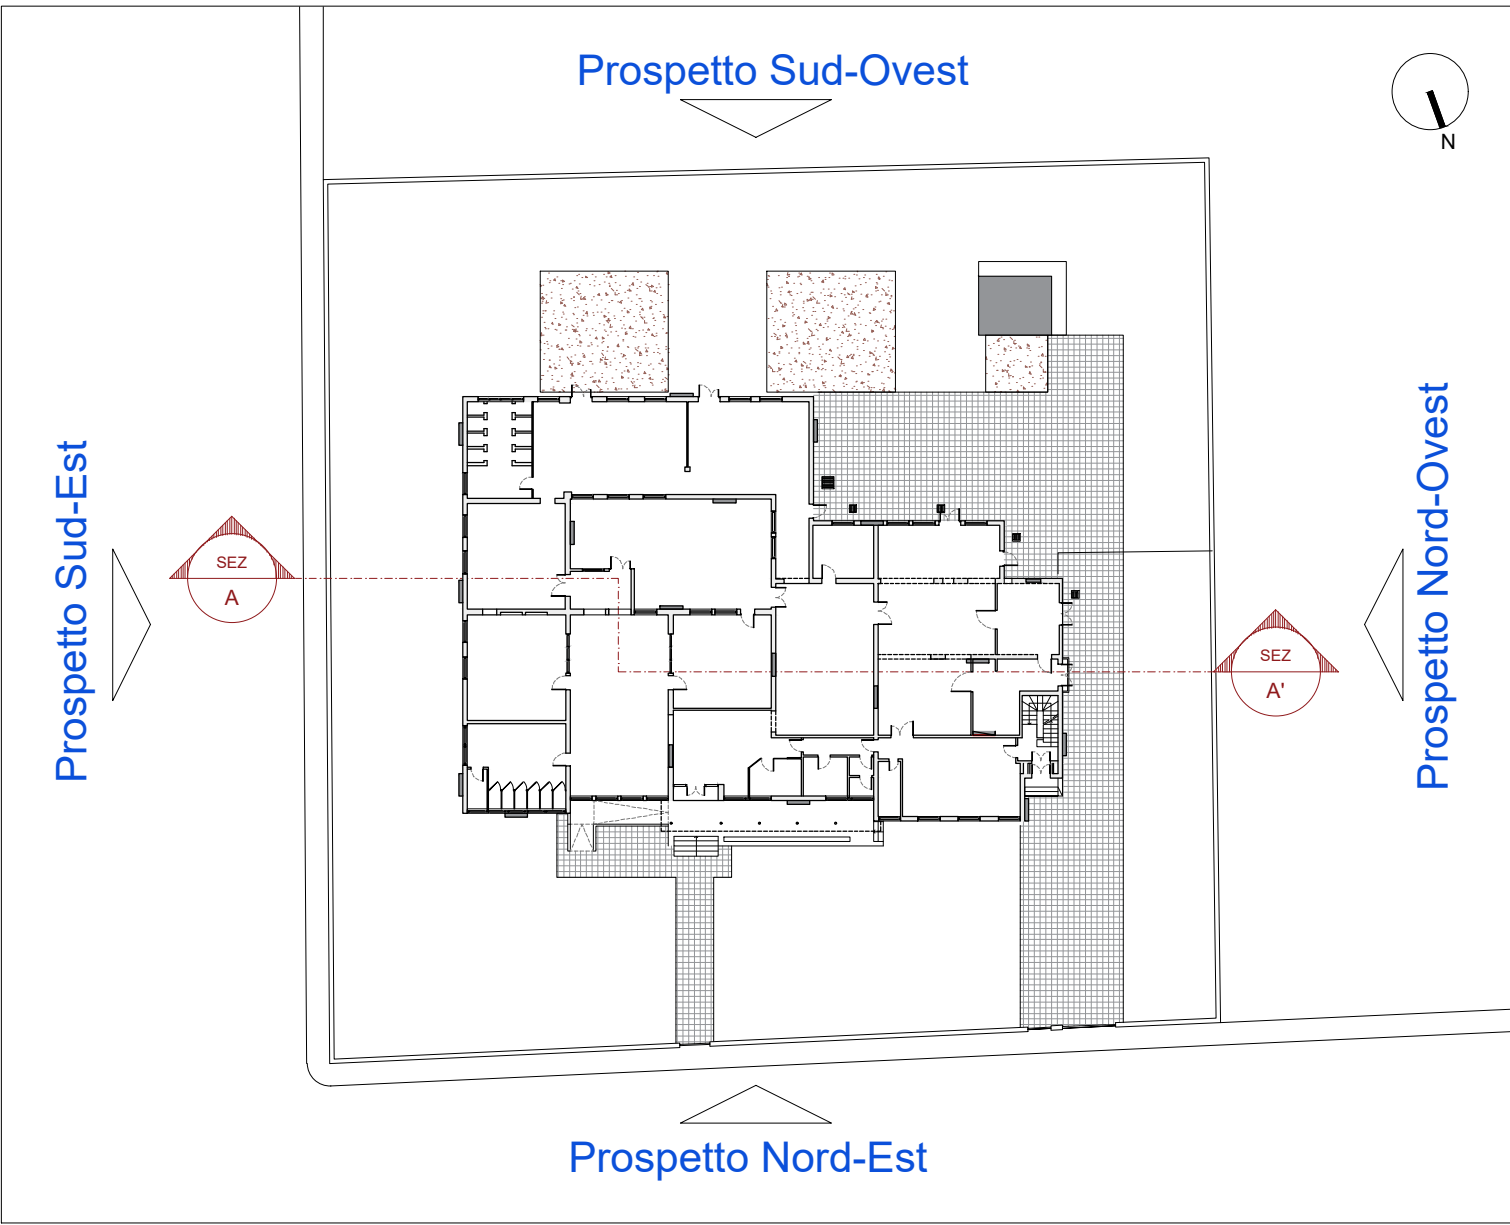 Prospetto Sud-Ovest
N
Prospetto Sud-Est
SEZ
A
Prospetto Nord-Ovest
SEZ
A'
Prospetto Nord-Est